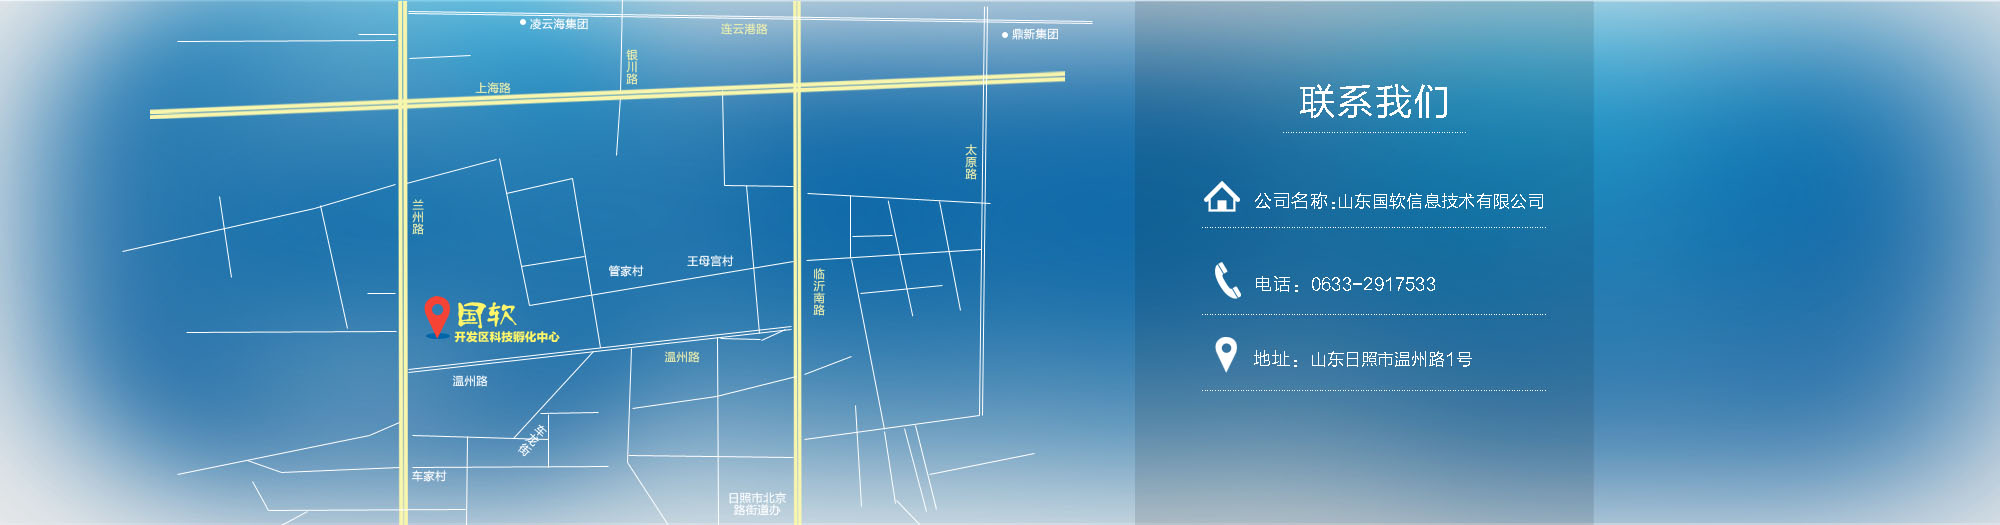 凌云海集团
连云港路
鼎新集团
银川路
上海路
太原路
兰州路
王母宫村
管家村
临沂南路
国软
开发区科技孵化中心
温州路
温州路
车家村
日照市北京
路街道办
联系我们
公司名称:山东国软信息技术有限公司
电话：0633-2917533
地址：山东日照市温州路1号